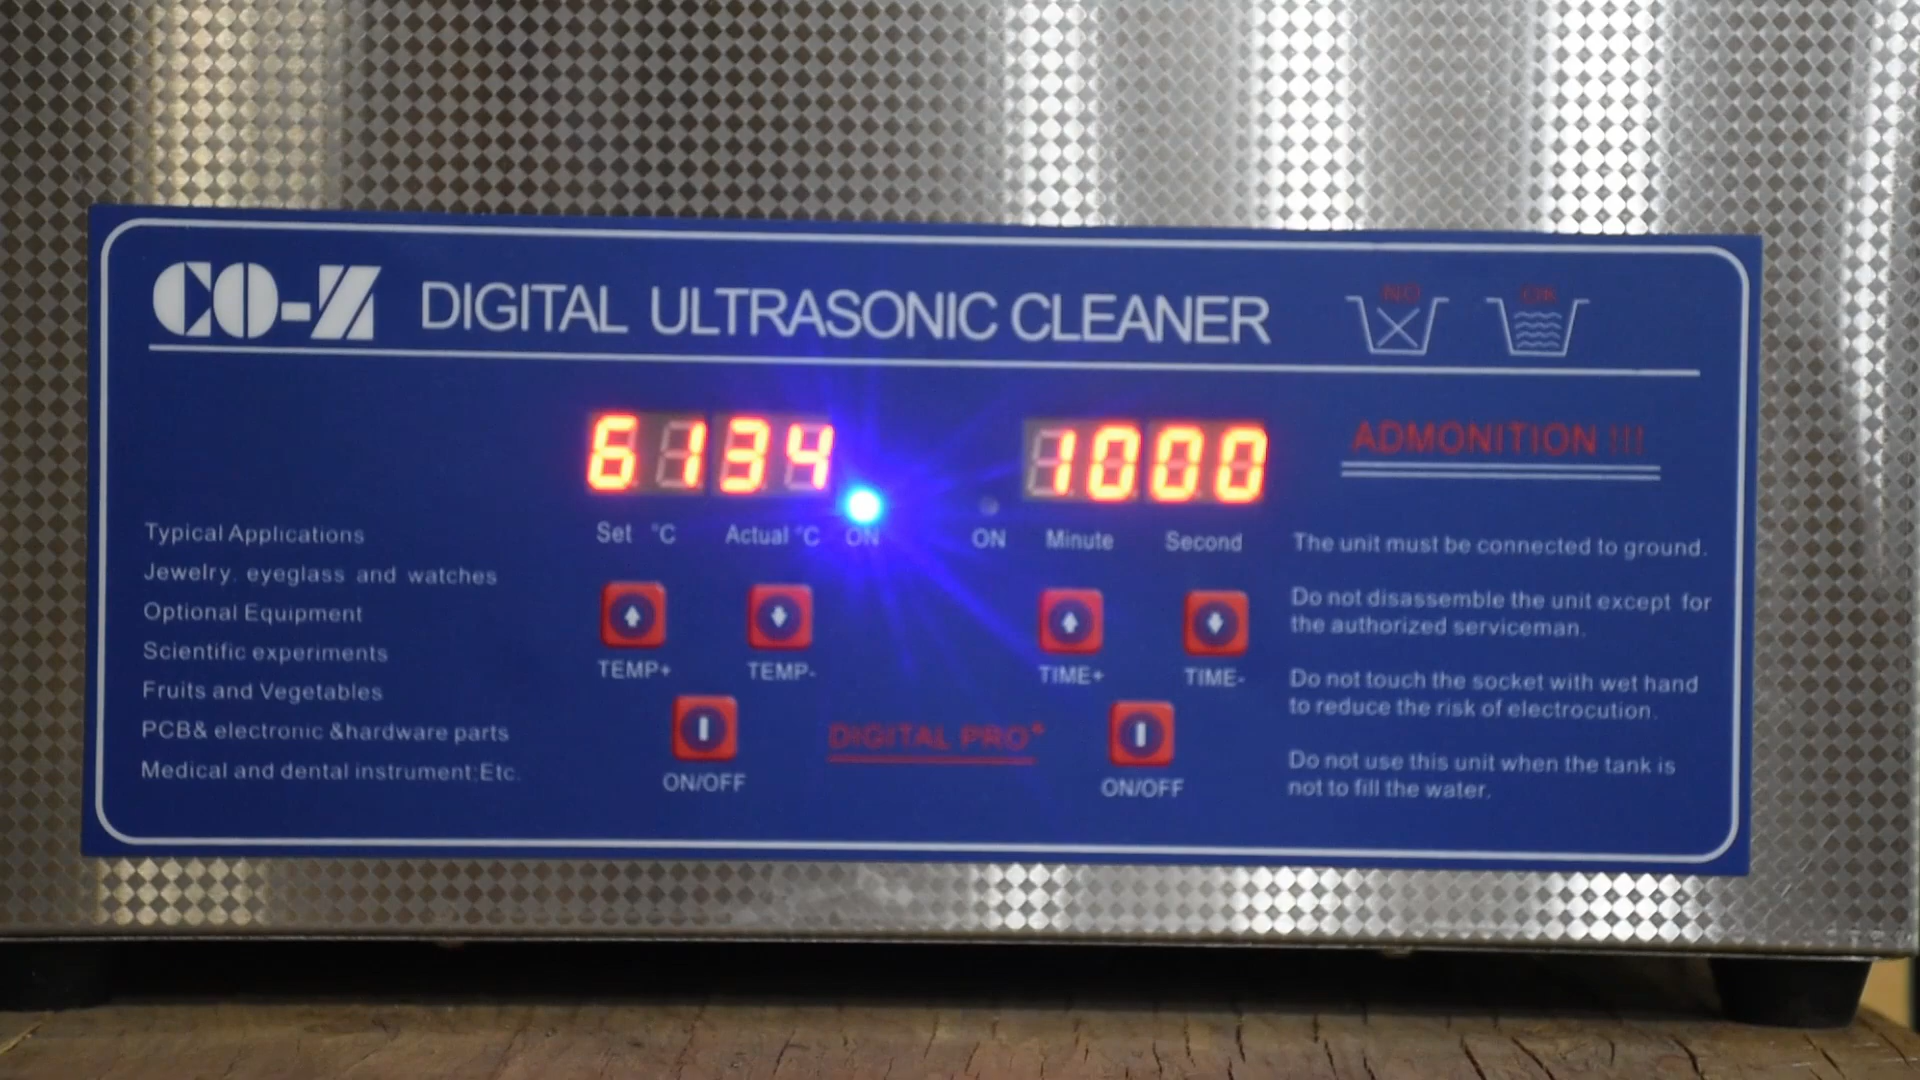 CO-Z DIGITAL ULTRASONIC CLEANER NO OK
6134 1000
ADMONITION !!!
Set °C Actual °C ON ON Minute Second
Typical Applications
Jewelry. eyeglass and watches
Optional Equipment
Scientific experiments
Fruits and Vegetables
PCB& electronic &hardware parts
Medical and dental instrument:Etc.
TEMP+ TEMP-
ON/OFF
DIGITAL PRO+
TIME+ TIME-
ON/OFF
The unit must be connected to ground.
Do not disassemble the unit except for
the authorized serviceman.
Do not touch the socket with wet hand
to reduce the risk of electrocution.
Do not use this unit when the tank is
not to fill the water.